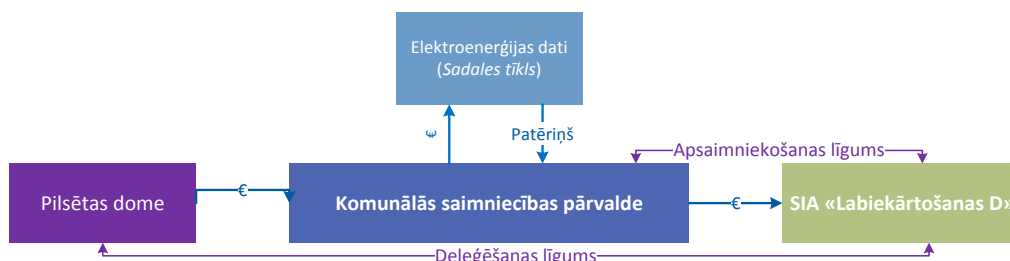 Elektroenerģijas dati
(Sadales tīkls)
€
Patēriņš
Apsaimniekošanas līgums
Pilsētas dome
€
Komunālās saimniecības pārvalde
€
SIA «Labiekārtošanas D»
Deleģēšanas līgums